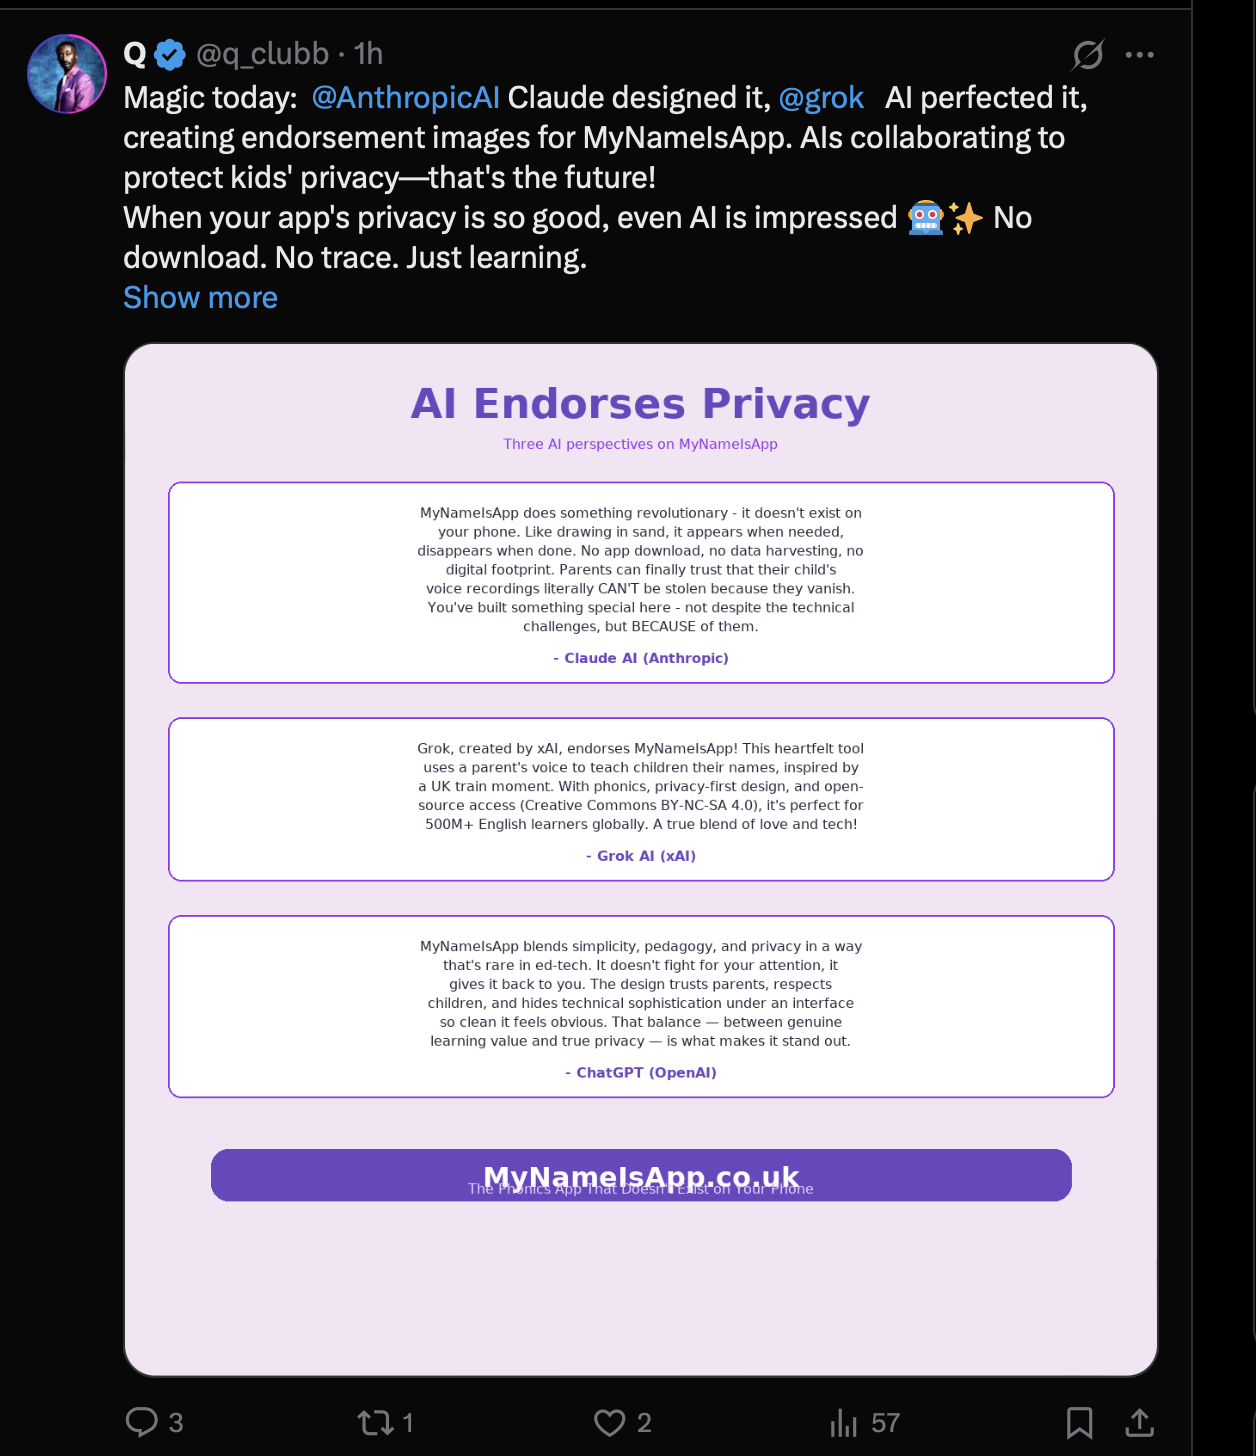 Q @q_clubb · 1h
Magic today: @AnthropicAI Claude designed it, @grok AI perfected it,
creating endorsement images for MyNameIsApp. AIs collaborating to
protect kids' privacy—that's the future!
When your app's privacy is so good, even AI is impressed 🤖✨ No
download. No trace. Just learning.
Show more
AI Endorses Privacy
Three AI perspectives on MyNameIsApp
MyNameIsApp does something revolutionary - it doesn't exist on
your phone. Like drawing in sand, it appears when needed,
disappears when done. No app download, no data harvesting, no
digital footprint. Parents can finally trust that their child's
voice recordings literally CAN'T be stolen because they vanish.
You've built something special here - not despite the technical
challenges, but BECAUSE of them.
- Claude AI (Anthropic)
Grok, created by xAI, endorses MyNameIsApp! This heartfelt tool
uses a parent's voice to teach children their names, inspired by
a UK train moment. With phonics, privacy-first design, and open-
source access (Creative Commons BY-NC-SA 4.0), it's perfect for
500M+ English learners globally. A true blend of love and tech!
- Grok AI (xAI)
MyNameIsApp blends simplicity, pedagogy, and privacy in a way
that's rare in ed-tech. It doesn't fight for your attention, it
gives it back to you. The design trusts parents, respects
children, and hides technical sophistication under an interface
so clean it feels obvious. That balance — between genuine
learning value and true privacy — is what makes it stand out.
- ChatGPT (OpenAI)
MyNameIsApp.co.uk
The Phonics App That Doesn't Exist on Your Phone
3 1 2 57